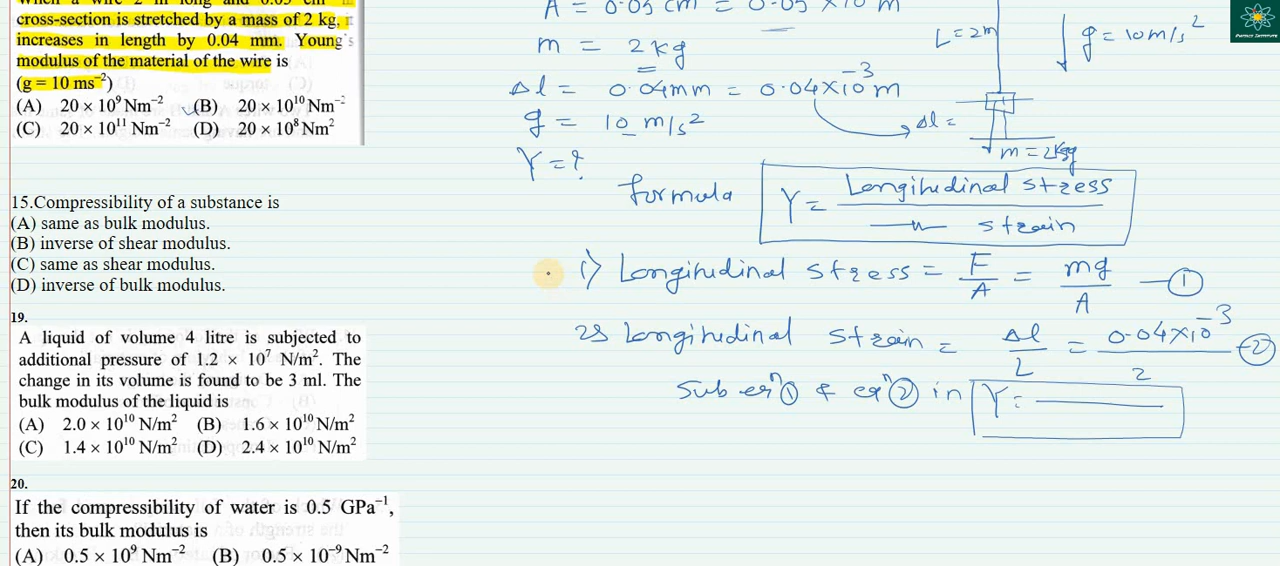 cross-section is stretched by a mass of 2 kg, it
increases in length by 0.04 mm. Young's
modulus of the material of the wire is
(g = 10 ms⁻²)
(A) 20 × 10⁹ Nm⁻² (B) 20 × 10¹⁰ Nm⁻²
(C) 20 × 10¹¹ Nm⁻² (D) 20 × 10⁸ Nm²
15.Compressibility of a substance is
(A) same as bulk modulus.
(B) inverse of shear modulus.
(C) same as shear modulus.
(D) inverse of bulk modulus.
19.
A liquid of volume 4 litre is subjected to
additional pressure of 1.2 × 10⁷ N/m². The
change in its volume is found to be 3 ml. The
bulk modulus of the liquid is
(A) 2.0 × 10¹⁰ N/m² (B) 1.6 × 10¹⁰ N/m²
(C) 1.4 × 10¹⁰ N/m² (D) 2.4 × 10¹⁰ N/m²
20.
If the compressibility of water is 0.5 GPa⁻¹,
then its bulk modulus is
(A) 0.5 × 10⁹ Nm⁻² (B) 0.5 × 10⁻⁹ Nm⁻²
m = 2kg
Δl = 0.04mm = 0.04×10⁻³ m
g = 10 m/s²
Y = ?
L=2m
g=10m/s²
Δl =
m=2kg
formula Y = Longitudinal stress
strain
1) Longitudinal stress = F/A = mg/A —①
2) Longitudinal strain = Δl/L = 0.04×10⁻³/2 —②
Sub eqⁿ① & eqⁿ② in Y =